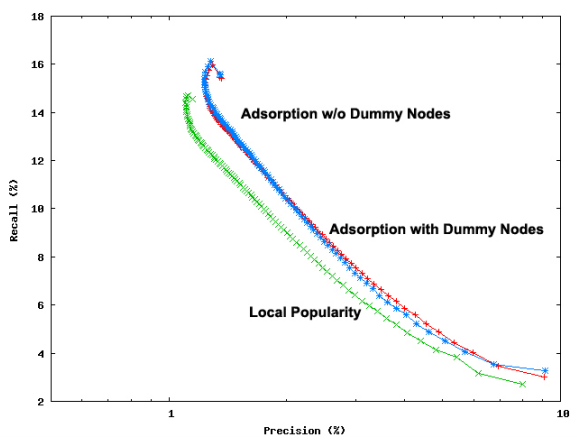 18
16
14
12
10
8
6
4
2
Recall (%)
Adsorption w/o Dummy Nodes
Adsorption with Dummy Nodes
Local Popularity
1
10
Precision (%)